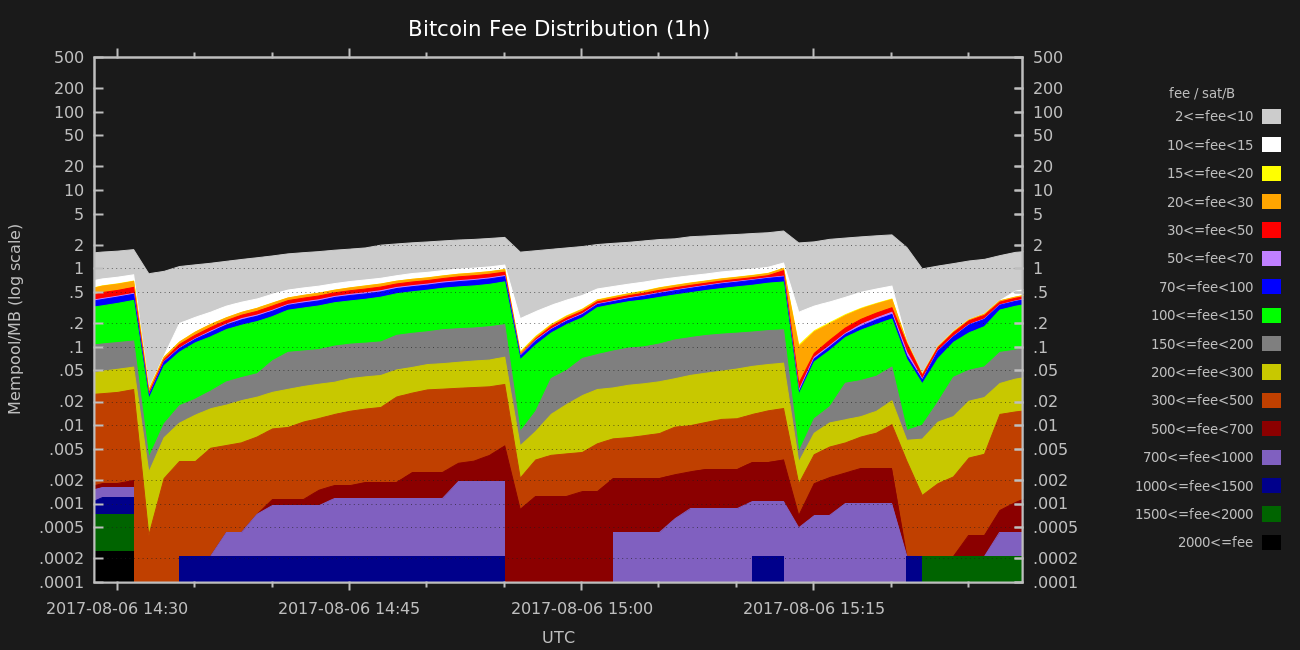 Bitcoin Fee Distribution (1h)
500 500
200 200
100 100
50 50
20 20
10 10
5 5
2 2
1 1
.5 .5
.2 .2
.1 .1
.05 .05
.02 .02
.01 .01
.005 .005
.002 .002
.001 .001
.0005 .0005
.0002 .0002
.0001 .0001
Mempool/MB (log scale)
2017-08-06 14:30 2017-08-06 14:45 2017-08-06 15:00 2017-08-06 15:15
UTC
fee / sat/B
2<=fee<10
10<=fee<15
15<=fee<20
20<=fee<30
30<=fee<50
50<=fee<70
70<=fee<100
100<=fee<150
150<=fee<200
200<=fee<300
300<=fee<500
500<=fee<700
700<=fee<1000
1000<=fee<1500
1500<=fee<2000
2000<=fee